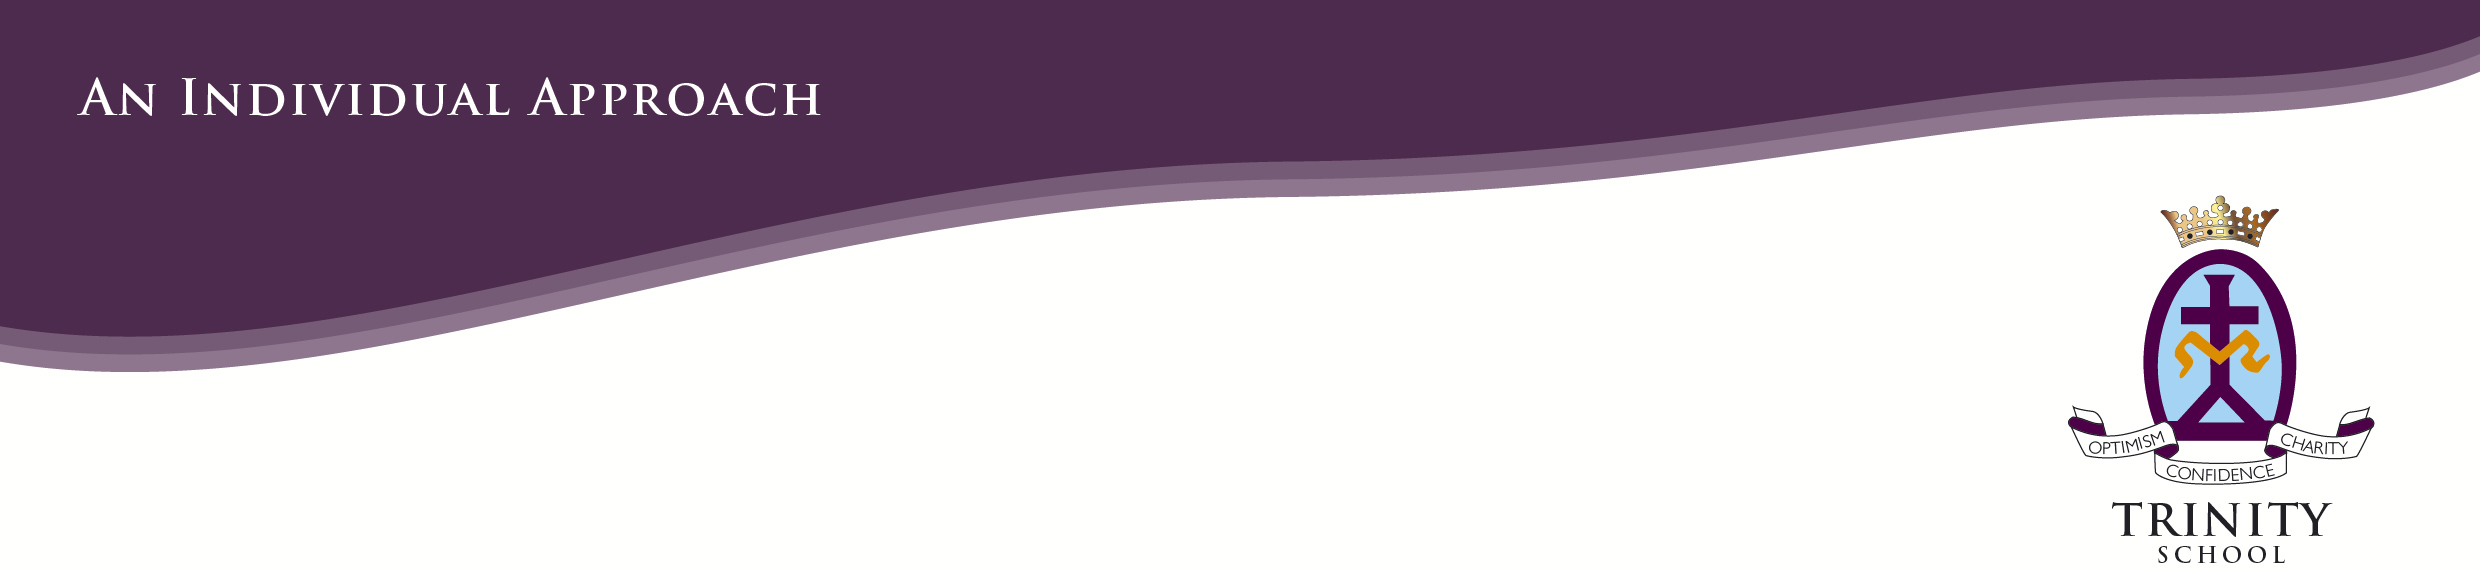 An Individual Approach
OPTIMISM
CONFIDENCE
CHARITY
TRINITY
SCHOOL